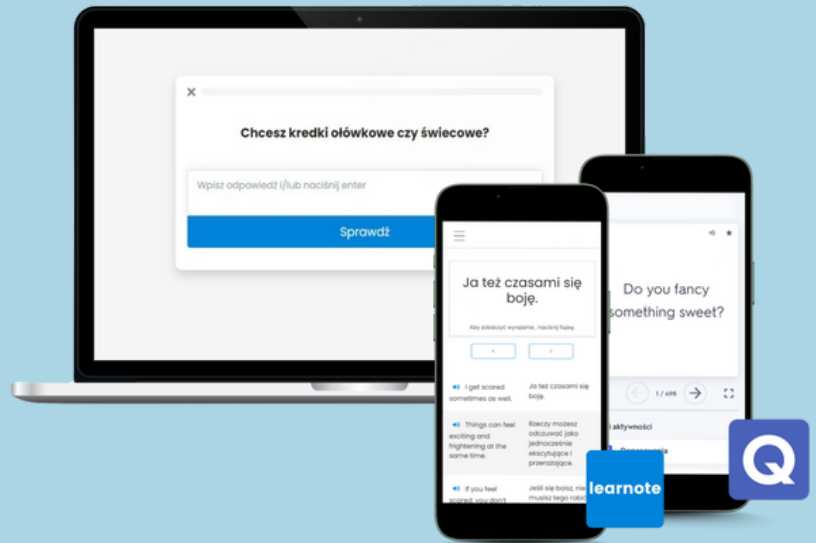 Chcesz kredki ołówkowe czy świecowe?
Wpisz odpowiedź i/lub naciśnij enter
Sprawdź
Ja też czasami się
boję.
Aby zobaczyć wyrażenie, naciśnij fiszkę.
I get scared
sometimes as well.
Ja też czasami się
boję.
Things can feel
exciting and
frightening at the
same time.
Rzeczy możesz
odczuwać jako
jednocześnie
ekscytujące i
przerażające.
If you feel
scared, you don't
Jeśli się boisz, nie
musisz tego robić
Do you fancy
something sweet?
1 / 498
i aktywności
learnote
Q